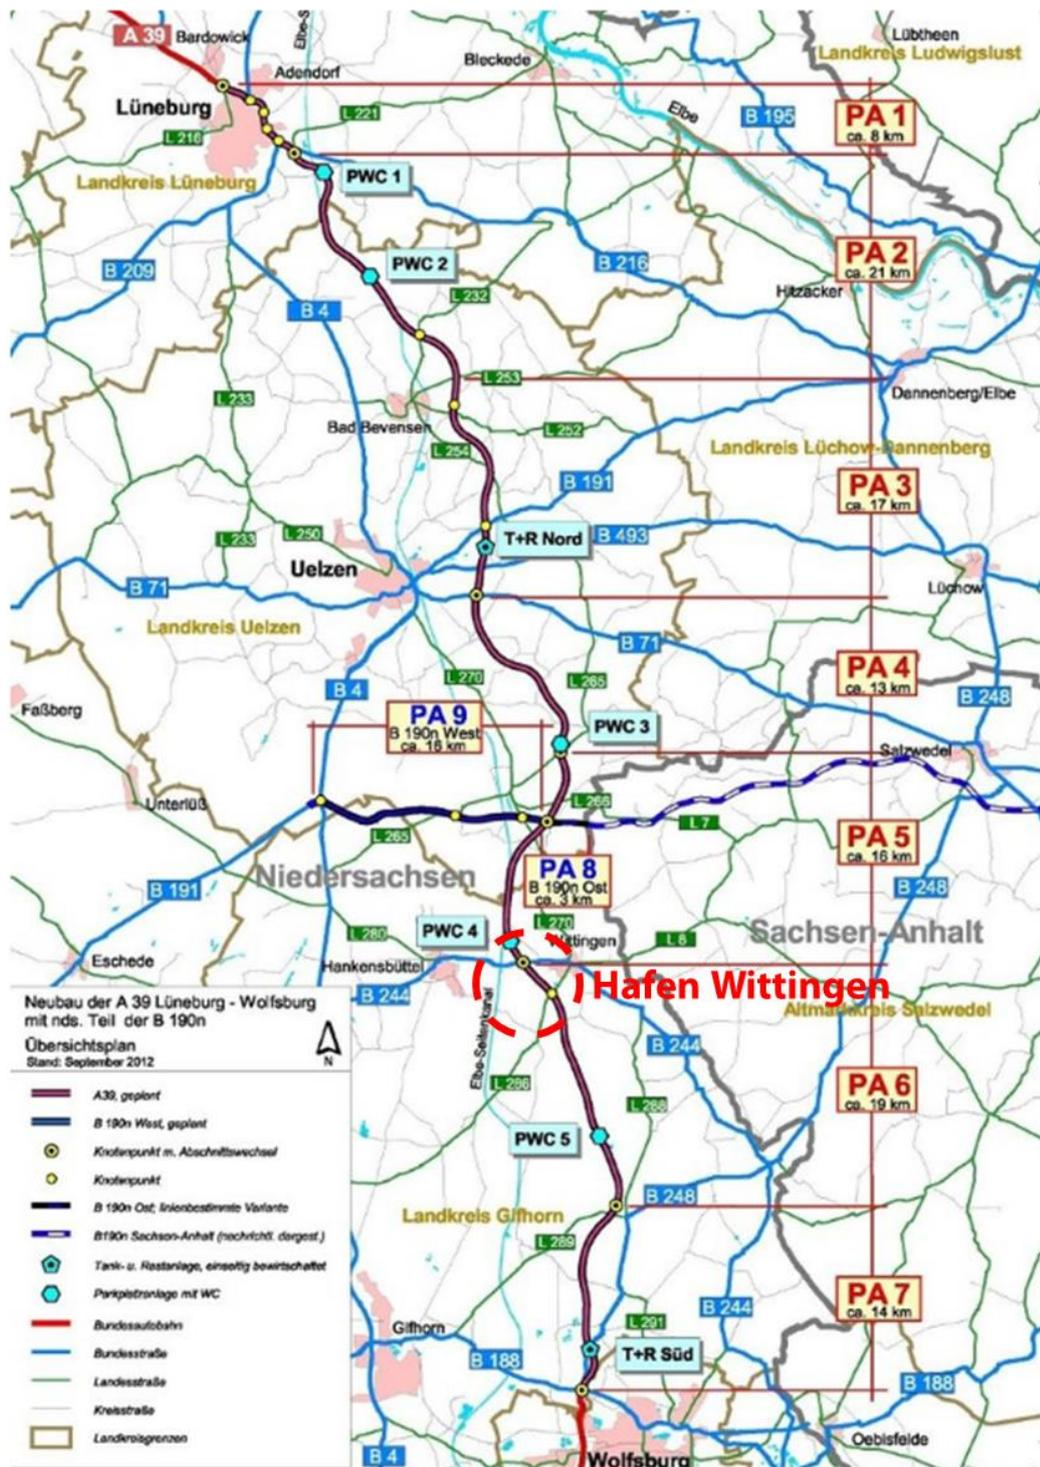 A 39
Bardowick
Elbe-S
Lübtheen
Landkreis Ludwigslust
Bleckede
Adendorf
Lüneburg
L 221
Elbe
B 195
PA 1
ca. 8 km
L 216
Landkreis Lüneburg
PWC 1
PWC 2
B 209
B 216
PA 2
ca. 21 km
Hitzacker
L 232
B 4
L 253
L 233
Dannenberg/Elbe
Bad Bevensen
L 252
L 254
Landkreis Lüchow-Dannenberg
B 191
PA 3
ca. 17 km
L 233
L 250
T+R Nord
B 493
Uelzen
B 71
Lüchow
Landkreis Uelzen
B 71
L 270
L 265
PA 4
ca. 13 km
B 4
B 248
Faßberg
PA 9
B 190n West
ca. 16 km
PWC 3
Salzwedel
Unterlüß
L 266
L 265
L 7
PA 5
ca. 16 km
Niedersachsen
PA 8
B 190n Ost
ca. 3 km
B 191
B 248
PWC 4
L 270
L 280
Wittingen
L 8
Sachsen-Anhalt
Eschede
Hankensbüttel
B 244
Hafen Wittingen
Altmarkkreis Salzwedel
Elbe-Seitenkanal
B 244
L 286
L 288
PA 6
ca. 19 km
PWC 5
B 248
Landkreis Gifhorn
L 289
B 244
PA 7
ca. 14 km
L 291
Gifhorn
B 188
T+R Süd
B 188
B 4
Wolfsburg
Oebisfelde
Neubau der A 39 Lüneburg - Wolfsburg
mit nds. Teil der B 190n
Übersichtsplan
Stand: September 2012
N
A39, geplant
B 190n West, geplant
Knotenpunkt m. Abschnittswechsel
Knotenpunkt
B 190n Ost; linienbestimmte Variante
B190n Sachsen-Anhalt (nachrichtl. dargest.)
Tank- u. Rastanlage, einseitig bewirtschaftet
Parkplatzanlage mit WC
Bundesautobahn
Bundesstraße
Landesstraße
Kreisstraße
Landkreisgrenzen